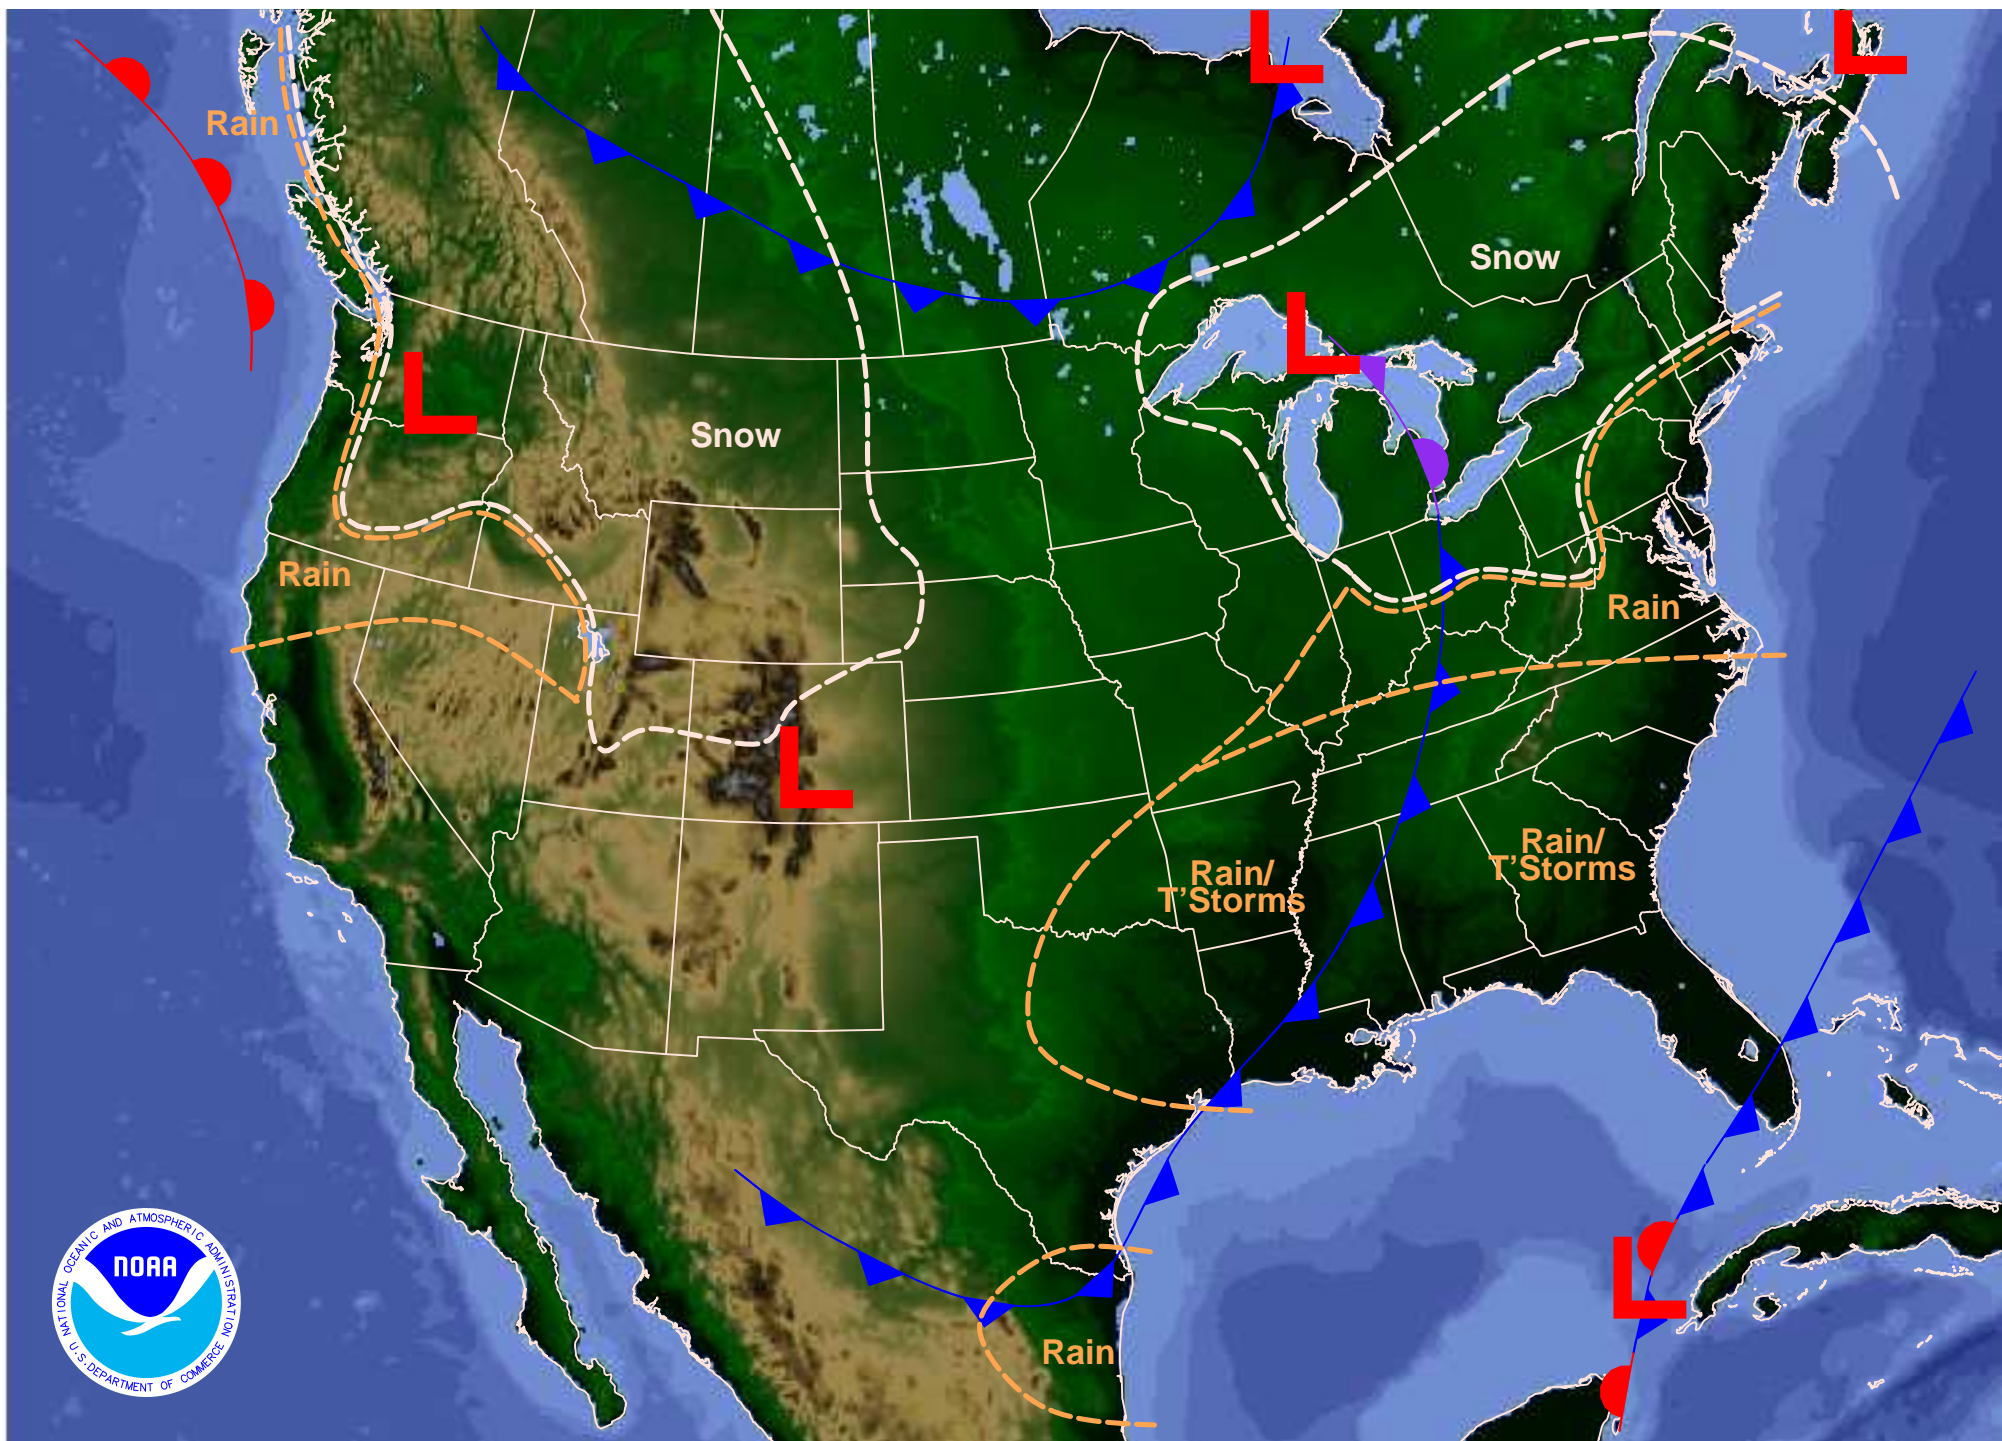 L
L
Rain
Snow
L
L
Snow
Rain
Rain
L
Rain/
T'Storms
Rain/
T'Storms
NATIONAL OCEANIC AND ATMOSPHERIC ADMINISTRATION
NOAA
U.S. DEPARTMENT OF COMMERCE
L
Rain